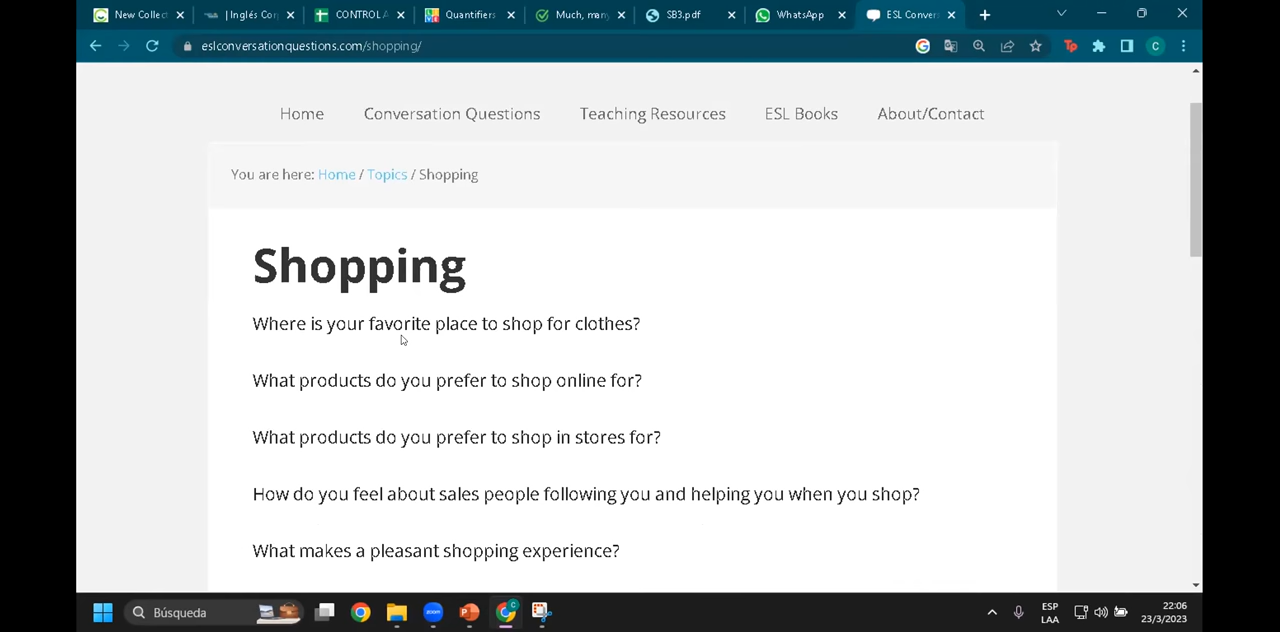 New Collect
| Inglés Cor
CONTROL A
Quantifiers
Much, many
SB3.pdf
WhatsApp
ESL Conver
eslconversationquestions.com/shopping/
Tp
C
Home
Conversation Questions
Teaching Resources
ESL Books
About/Contact
You are here: Home / Topics / Shopping
Shopping
Where is your favorite place to shop for clothes?
What products do you prefer to shop online for?
What products do you prefer to shop in stores for?
How do you feel about sales people following you and helping you when you shop?
What makes a pleasant shopping experience?
Búsqueda
zoom
ESP
LAA
22:06
23/3/2023